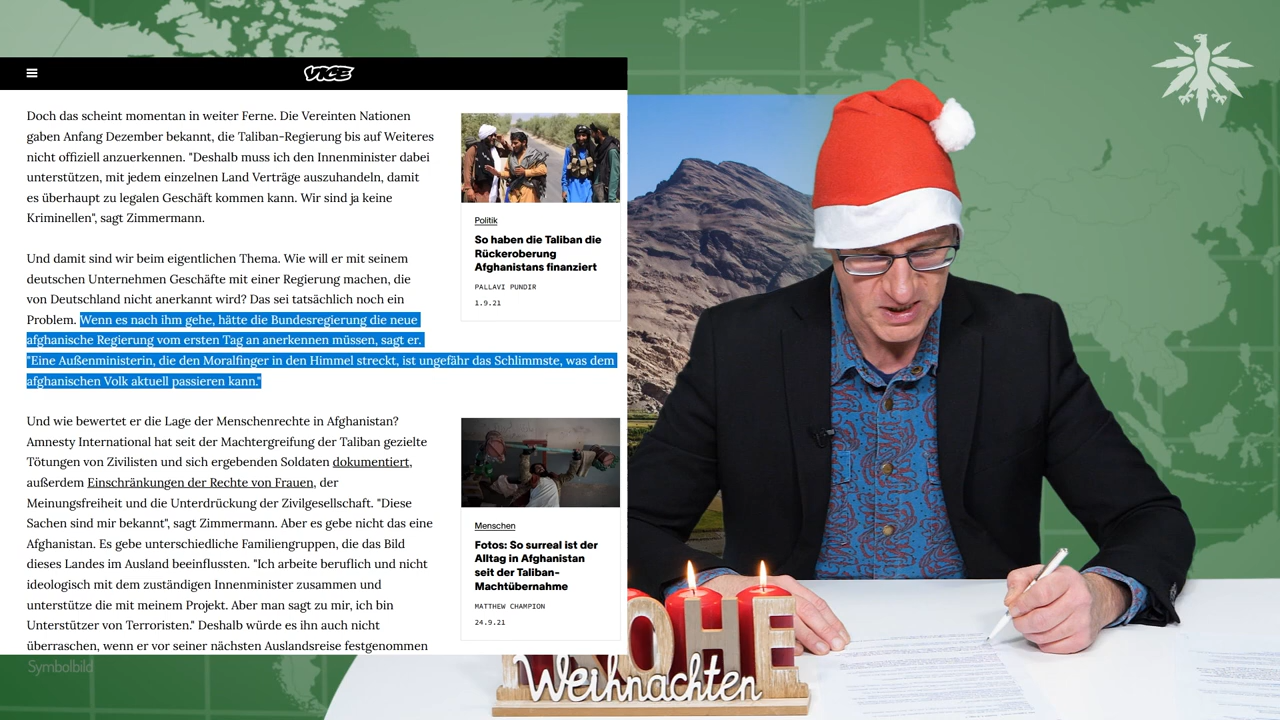 VICE
Doch das scheint momentan in weiter Ferne. Die Vereinten Nationen
gaben Anfang Dezember bekannt, die Taliban-Regierung bis auf Weiteres
nicht offiziell anzuerkennen. "Deshalb muss ich den Innenminister dabei
unterstützen, mit jedem einzelnen Land Verträge auszuhandeln, damit
es überhaupt zu legalen Geschäft kommen kann. Wir sind ja keine
Kriminellen", sagt Zimmermann.
Und damit sind wir beim eigentlichen Thema. Wie will er mit seinem
deutschen Unternehmen Geschäfte mit einer Regierung machen, die
von Deutschland nicht anerkannt wird? Das sei tatsächlich noch ein
Problem. Wenn es nach ihm gehe, hätte die Bundesregierung die neue
afghanische Regierung vom ersten Tag an anerkennen müssen, sagt er.
"Eine Außenministerin, die den Moralfinger in den Himmel streckt, ist ungefähr das Schlimmste, was dem
afghanischen Volk aktuell passieren kann."
Und wie bewertet er die Lage der Menschenrechte in Afghanistan?
Amnesty International hat seit der Machtergreifung der Taliban gezielte
Tötungen von Zivilisten und sich ergebenden Soldaten dokumentiert,
außerdem Einschränkungen der Rechte von Frauen, der
Meinungsfreiheit und die Unterdrückung der Zivilgesellschaft. "Diese
Sachen sind mir bekannt", sagt Zimmermann. Aber es gebe nicht das eine
Afghanistan. Es gebe unterschiedliche Familiengruppen, die das Bild
dieses Landes im Ausland beeinflussten. "Ich arbeite beruflich und nicht
ideologisch mit dem zuständigen Innenminister zusammen und
unterstütze die mit meinem Projekt. Aber man sagt zu mir, ich bin
Unterstützer von Terroristen." Deshalb würde es ihn auch nicht
überraschen, wenn er vor seiner nächsten Auslandsreise festgenommen
Politik
So haben die Taliban die
Rückeroberung
Afghanistans finanziert
PALLAVI PUNDIR
1.9.21
Menschen
Fotos: So surreal ist der
Alltag in Afghanistan
seit der Taliban-
Machtübernahme
MATTHEW CHAMPION
24.9.21
Symbolbild
OHE
Weihnachten